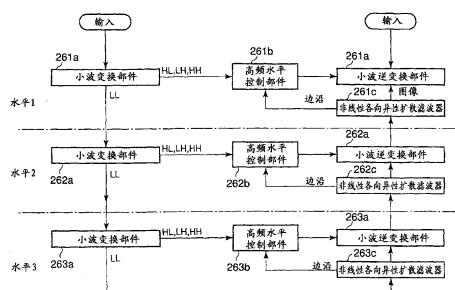 输入
输入
261a
小波变换部件
HL,LH,HH
261b
高频水平
控制部件
261a
小波逆变换部件
LL
图像
261c
边沿
非线性各向异性扩散滤波器
水平1
小波变换部件
262a
HL,LH,HH
高频水平
控制部件
262b
262a
小波逆变换部件
LL
262c
边沿
非线性各向异性扩散滤波器
水平2
小波变换部件
263a
HL,LH,HH
高频水平
控制部件
263b
263a
小波逆变换部件
LL
263c
边沿
非线性各向异性扩散滤波器
水平3